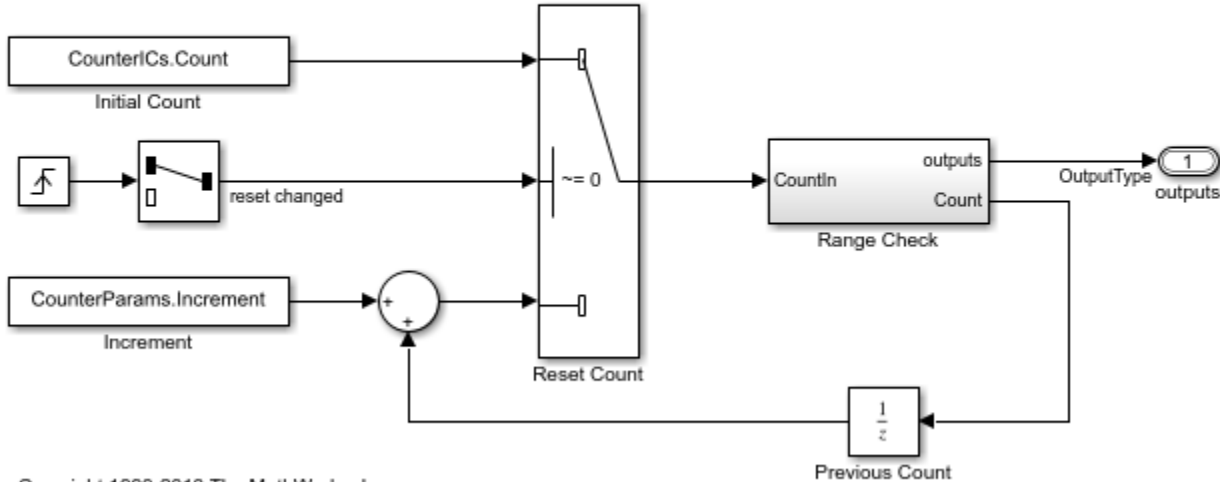 CounterICs.Count
Initial Count
reset changed
CounterParams.Increment
Increment
+
+
~= 0
Reset Count
CountIn
outputs
Count
Range Check
OutputType
1
outputs
1
z
Previous Count